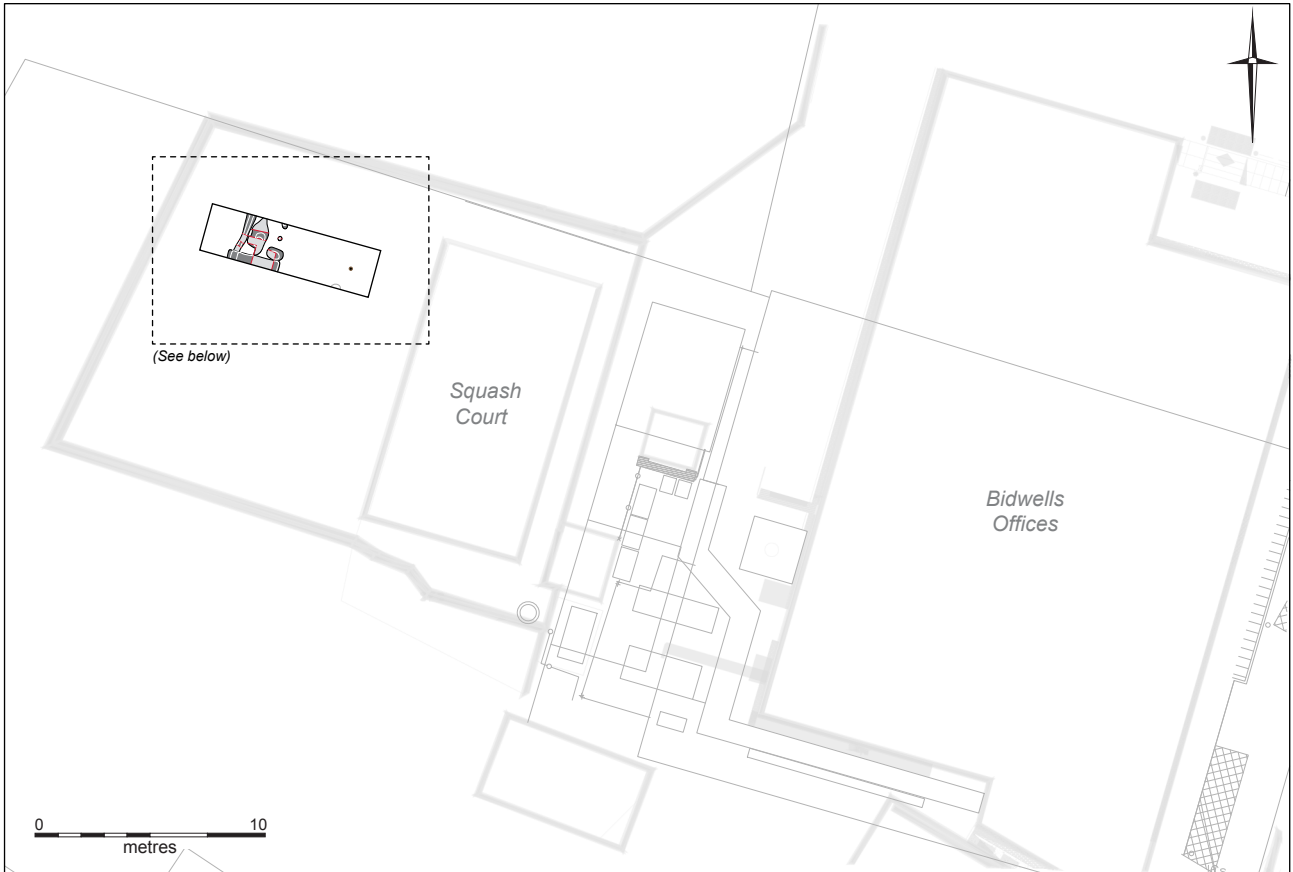 (See below)
Squash
Court
Bidwells
Offices
0 10
metres